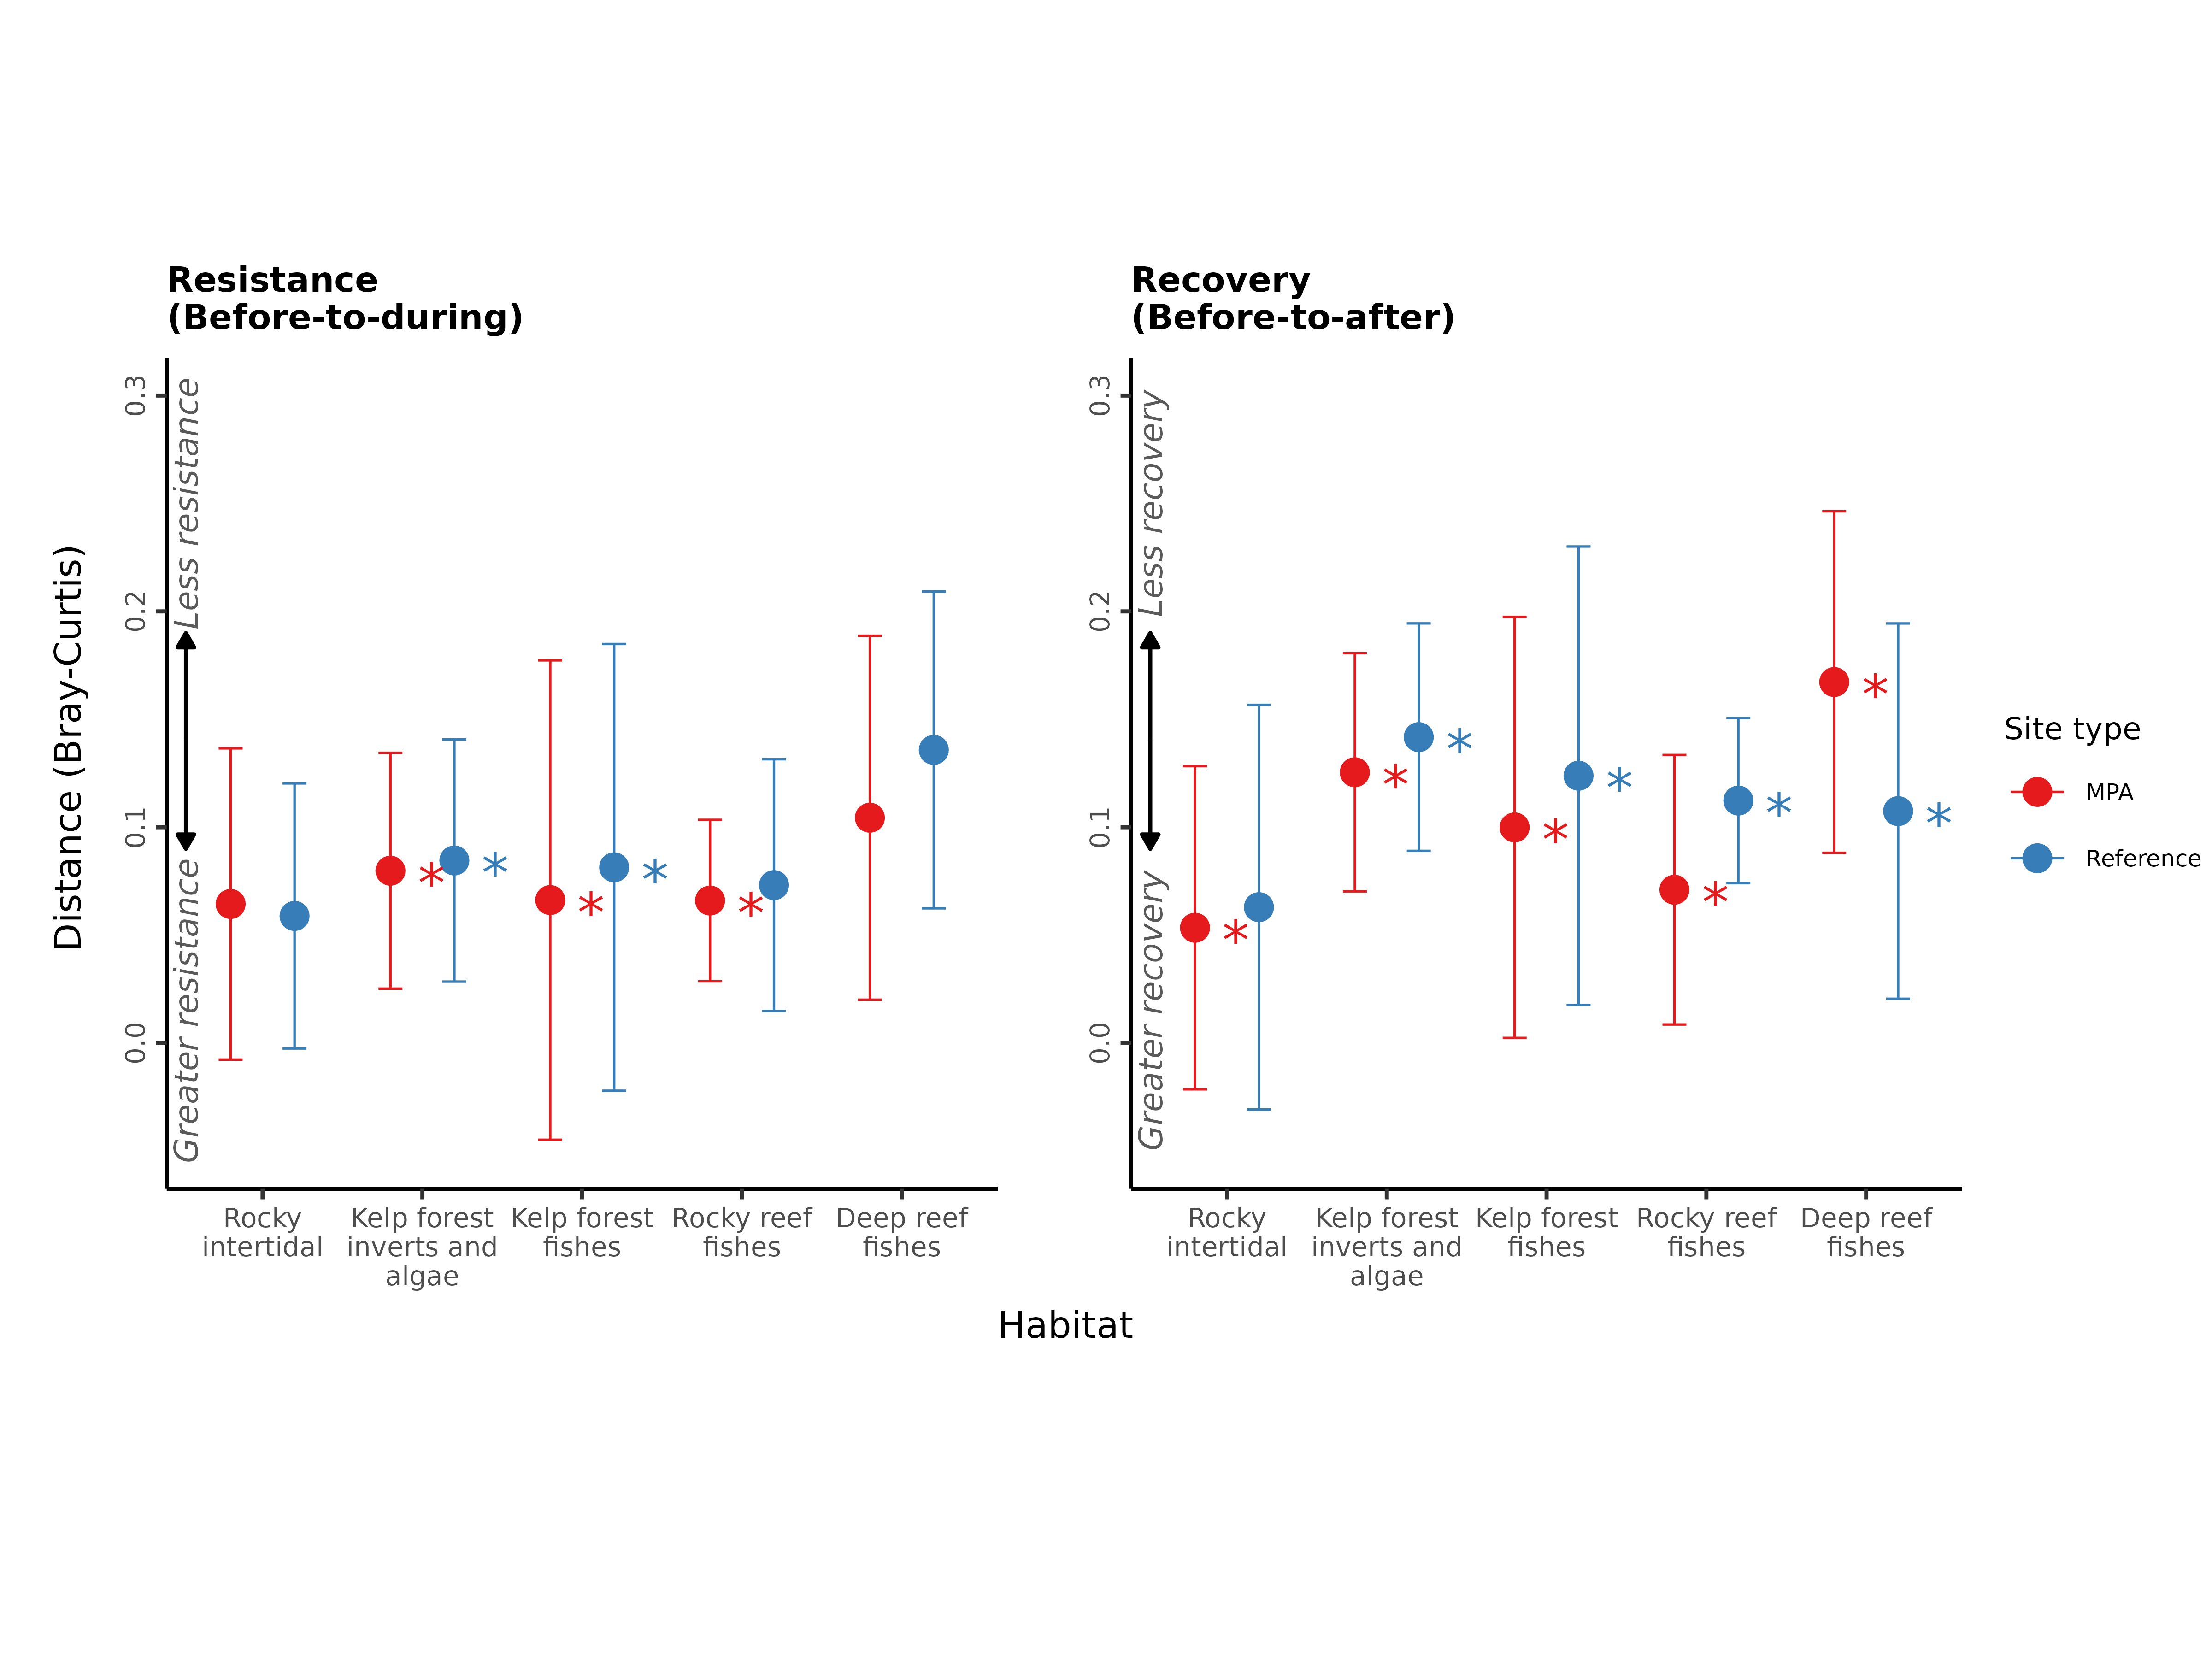 Resistance
(Before-to-during)
Recovery
(Before-to-after)
Distance (Bray-Curtis)
0.3
0.2
0.1
0.0
Less resistance
Greater resistance
*
*
*
*
*
Rocky
intertidal
Kelp forest
inverts and
algae
Kelp forest
fishes
Rocky reef
fishes
Deep reef
fishes
0.3
0.2
0.1
0.0
Less recovery
Greater recovery
*
*
*
*
*
*
*
*
*
Rocky
intertidal
Kelp forest
inverts and
algae
Kelp forest
fishes
Rocky reef
fishes
Deep reef
fishes
Habitat
Site type
MPA
Reference